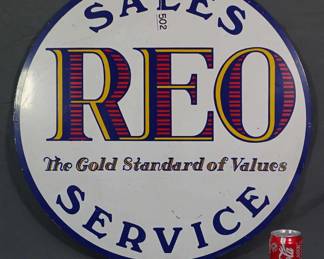 SALES
502
REO
The Gold Standard of Values
SERVICE